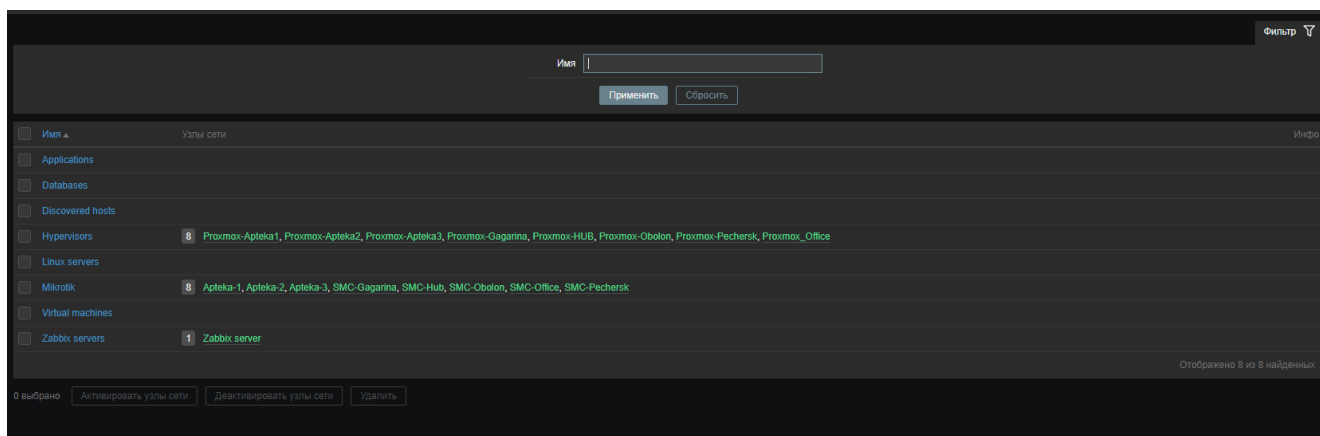 Фильтр
Имя
Применить Сбросить
Имя Узлы сети Инфо
Applications
Databases
Discovered hosts
Hypervisors 8 Proxmox-Apteka1, Proxmox-Apteka2, Proxmox-Apteka3, Proxmox-Gagarina, Proxmox-HUB, Proxmox-Obolon, Proxmox-Pechersk, Proxmox_Office
Linux servers
Mikrotik 8 Apteka-1, Apteka-2, Apteka-3, SMC-Gagarina, SMC-Hub, SMC-Obolon, SMC-Office, SMC-Pechersk
Virtual machines
Zabbix servers 1 Zabbix server
Отображено 8 из 8 найденных
0 выбрано Активировать узлы сети Деактивировать узлы сети Удалить